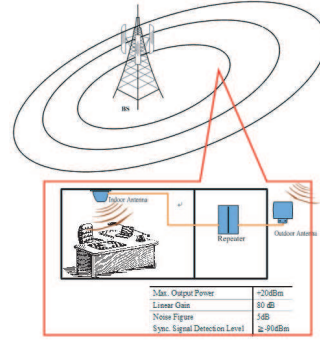 BS
Indoor Antenna
Repeater
Outdoor Antenna
Max. Output Power +20dBm
Linear Gain 80 dB
Noise Figure 5dB
Sync. Signal Detection Level ≧-90dBm